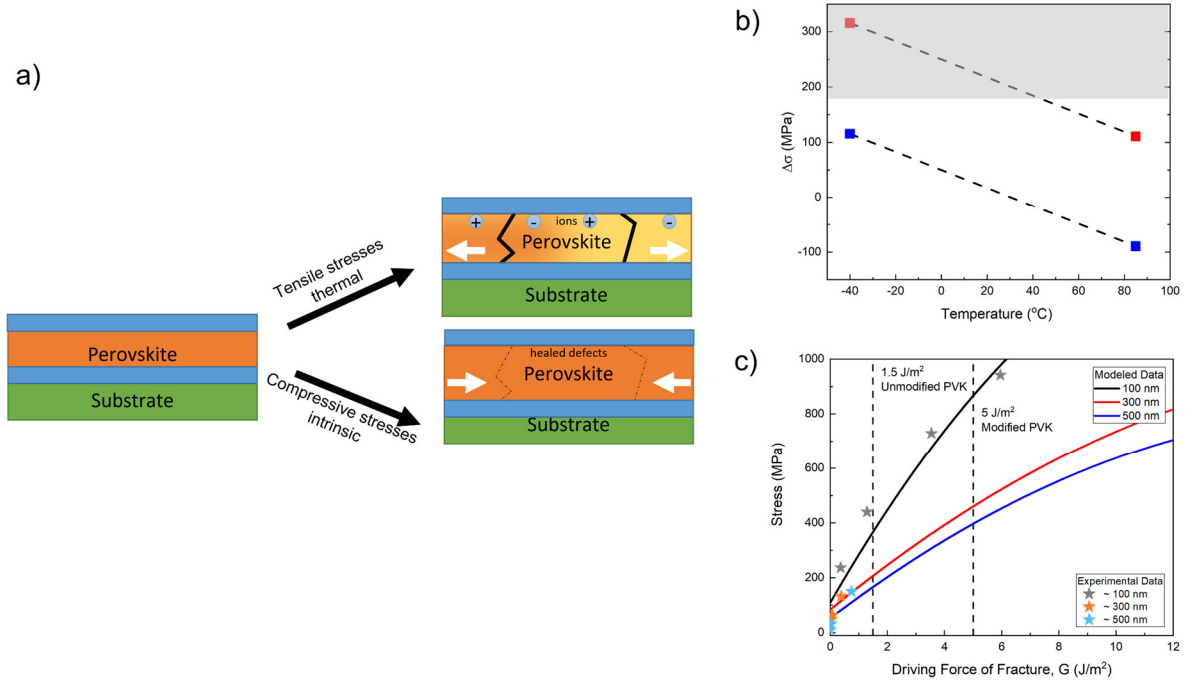 a)
Perovskite
Substrate
Tensile stresses
thermal
Compressive stresses
intrinsic
+
-
ions
+
-
Perovskite
Substrate
healed defects
Perovskite
Substrate
b)
300
200
100
0
-100
Δσ (MPa)
-40
-20
0
20
40
60
80
100
Temperature (°C)
c)
1000
800
600
400
200
0
Stress (MPa)
1.5 J/m²
Unmodified PVK
5 J/m²
Modified PVK
Modeled Data
100 nm
300 nm
500 nm
Experimental Data
~ 100 nm
~ 300 nm
~ 500 nm
0
2
4
6
8
10
12
Driving Force of Fracture, G (J/m²)